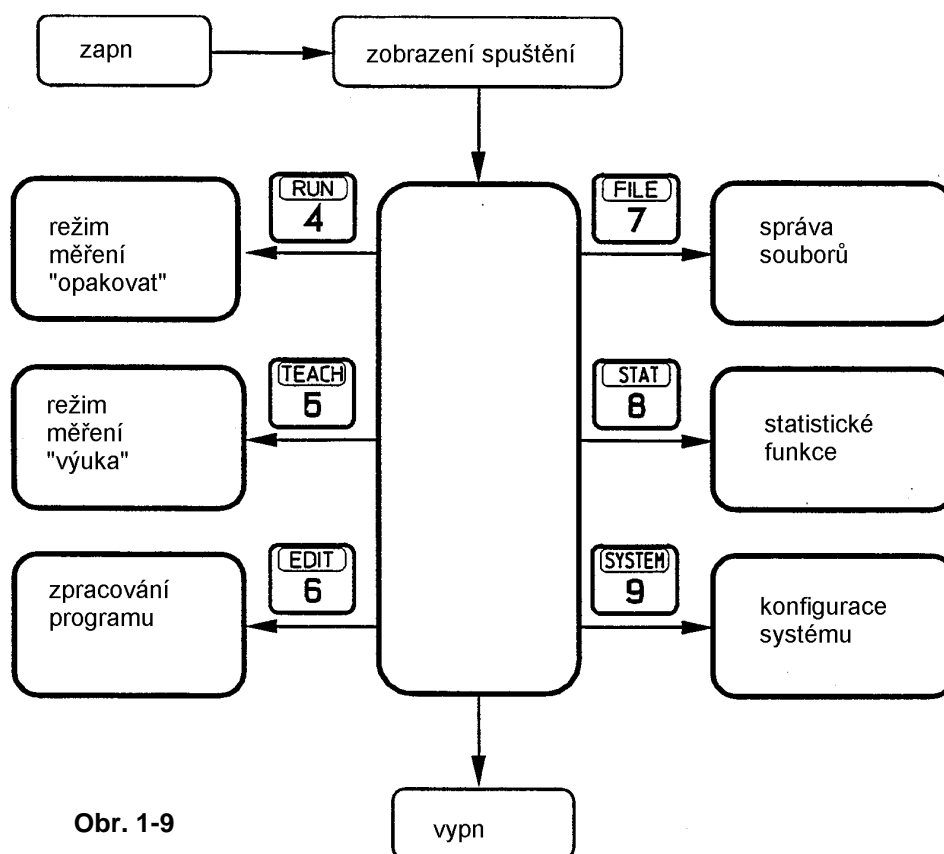 zapn
zobrazení spuštění
RUN
4
FILE
7
režim
měření
"opakovat"
správa
souborů
TEACH
5
STAT
8
režim
měření
"výuka"
statistické
funkce
EDIT
6
SYSTEM
9
zpracování
programu
konfigurace
systému
Obr. 1-9
vypn